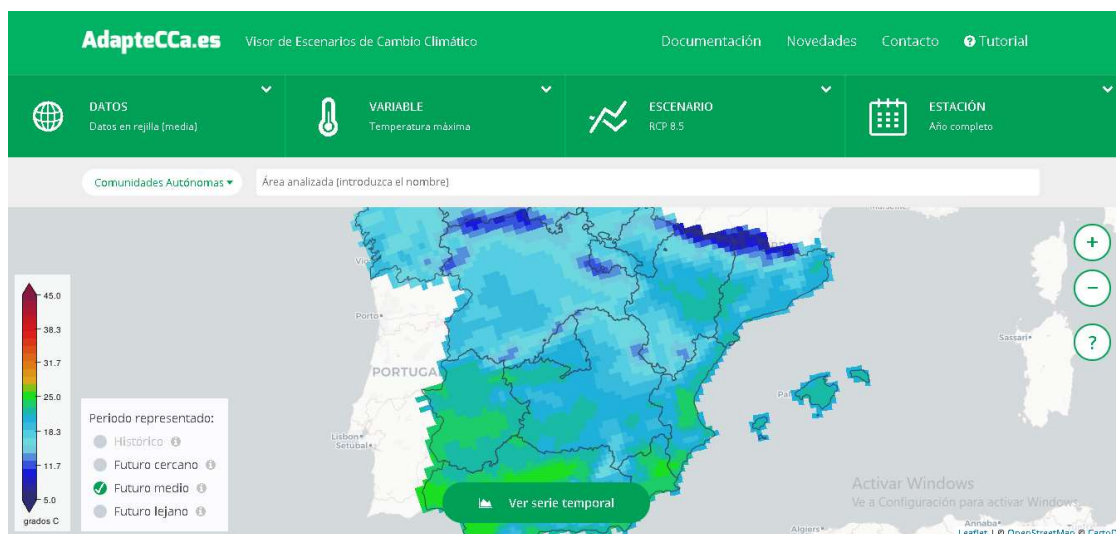 AdapteCCa.es
Visor de Escenarios de Cambio Climático
Documentación
Novedades
Contacto
Tutorial
DATOS
Datos en rejilla (media)
VARIABLE
Temperatura máxima
ESCENARIO
RCP 8.5
ESTACIÓN
Año completo
Comunidades Autónomas
Área analizada (introduzca el nombre)
+
−
?
45.0
38.3
31.7
25.0
18.3
11.7
5.0
grados C
Porto
PORTUGA
Lisbon
Setubal
Sassari
Algiers
Annaba
Periodo representado:
Histórico
Futuro cercano
Futuro medio
Futuro lejano
Ver serie temporal
Activar Windows
Ve a Configuración para activar Windows.
Leaflet | © OpenStreetMap © CartoD